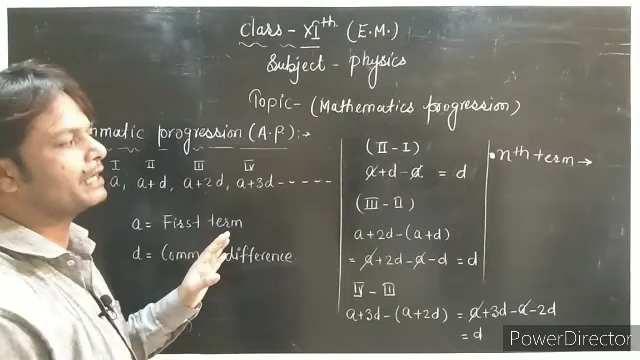 Class - XIth (E.M.)
Subject - physics
Topic - (Mathematics progression)
progression (A.P) :→
I II III IV
a, a+d, a+2d, a+3d -----
a = First term
d = difference
(II - I)
a+d-a = d
(III - II)
a+2d-(a+d)
= a+2d-a-d = d
IV - III
a+3d-(a+2d) = a+3d-a-2d
= d
• nth term →
PowerDirector